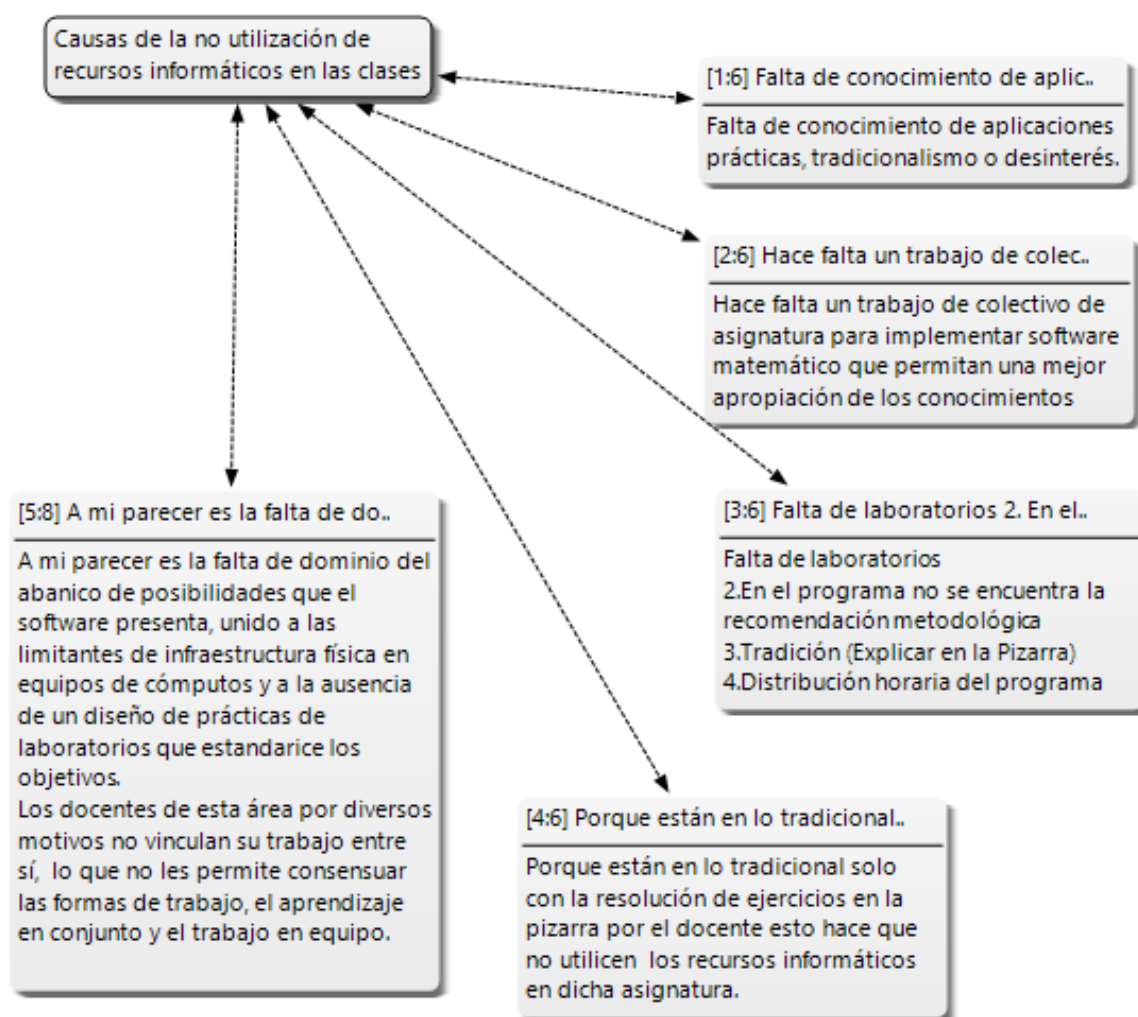 Causas de la no utilización de
recursos informáticos en las clases
[1:6] Falta de conocimiento de aplic..
Falta de conocimiento de aplicaciones
prácticas, tradicionalismo o desinterés.
[2:6] Hace falta un trabajo de colec..
Hace falta un trabajo de colectivo de
asignatura para implementar software
matemático que permitan una mejor
apropiación de los conocimientos
[3:6] Falta de laboratorios 2. En el..
Falta de laboratorios
2.En el programa no se encuentra la
recomendación metodológica
3.Tradición (Explicar en la Pizarra)
4.Distribución horaria del programa
[5:8] A mi parecer es la falta de do..
A mi parecer es la falta de dominio del
abanico de posibilidades que el
software presenta, unido a las
limitantes de infraestructura física en
equipos de cómputos y a la ausencia
de un diseño de prácticas de
laboratorios que estandarice los
objetivos.
Los docentes de esta área por diversos
motivos no vinculan su trabajo entre
sí, lo que no les permite consensuar
las formas de trabajo, el aprendizaje
en conjunto y el trabajo en equipo.
[4:6] Porque están en lo tradicional..
Porque están en lo tradicional solo
con la resolución de ejercicios en la
pizarra por el docente esto hace que
no utilicen los recursos informáticos
en dicha asignatura.